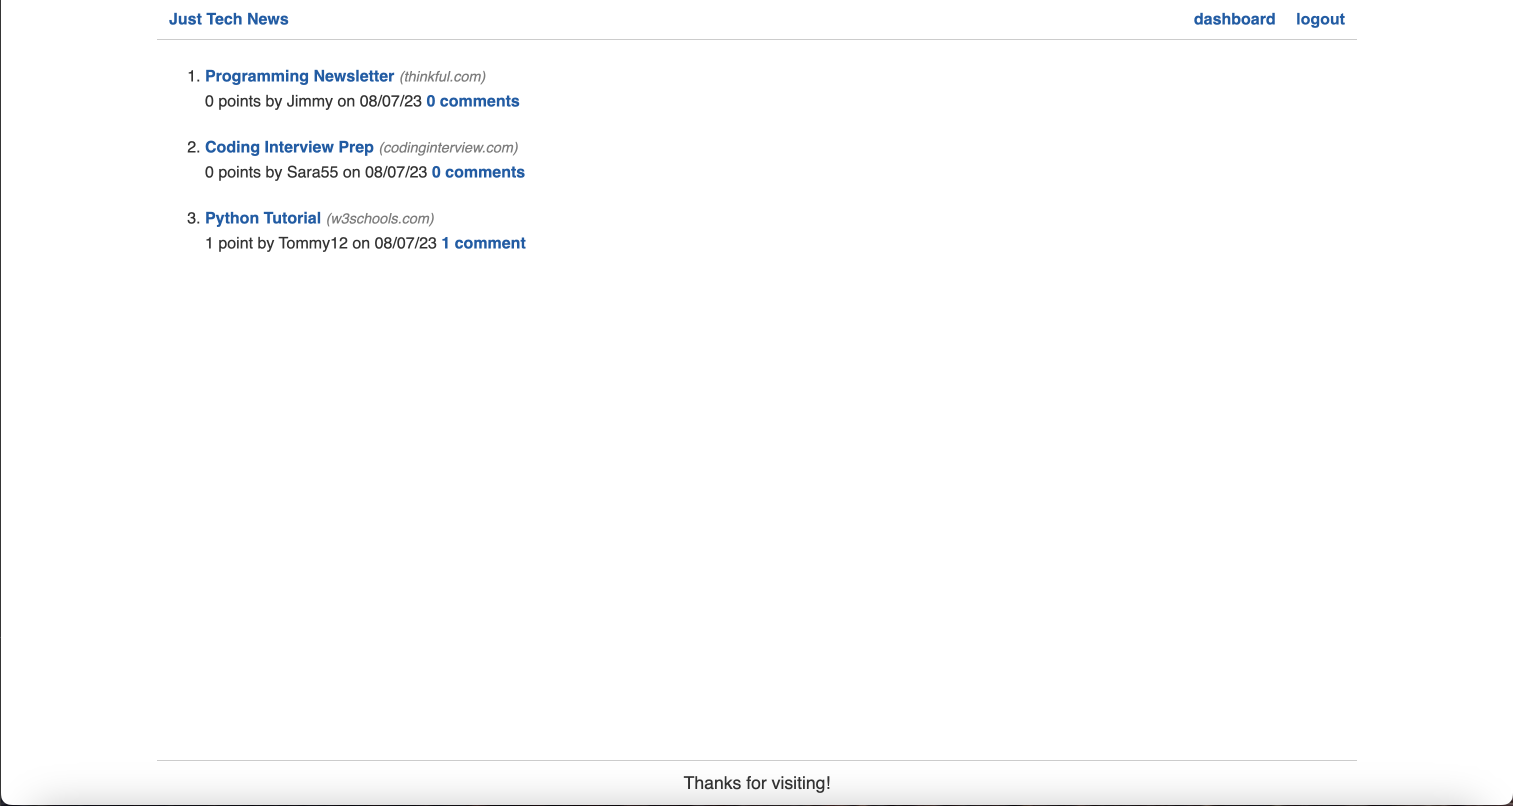 Just Tech News dashboard logout
1. Programming Newsletter (thinkful.com)
0 points by Jimmy on 08/07/23 0 comments
2. Coding Interview Prep (codinginterview.com)
0 points by Sara55 on 08/07/23 0 comments
3. Python Tutorial (w3schools.com)
1 point by Tommy12 on 08/07/23 1 comment
Thanks for visiting!